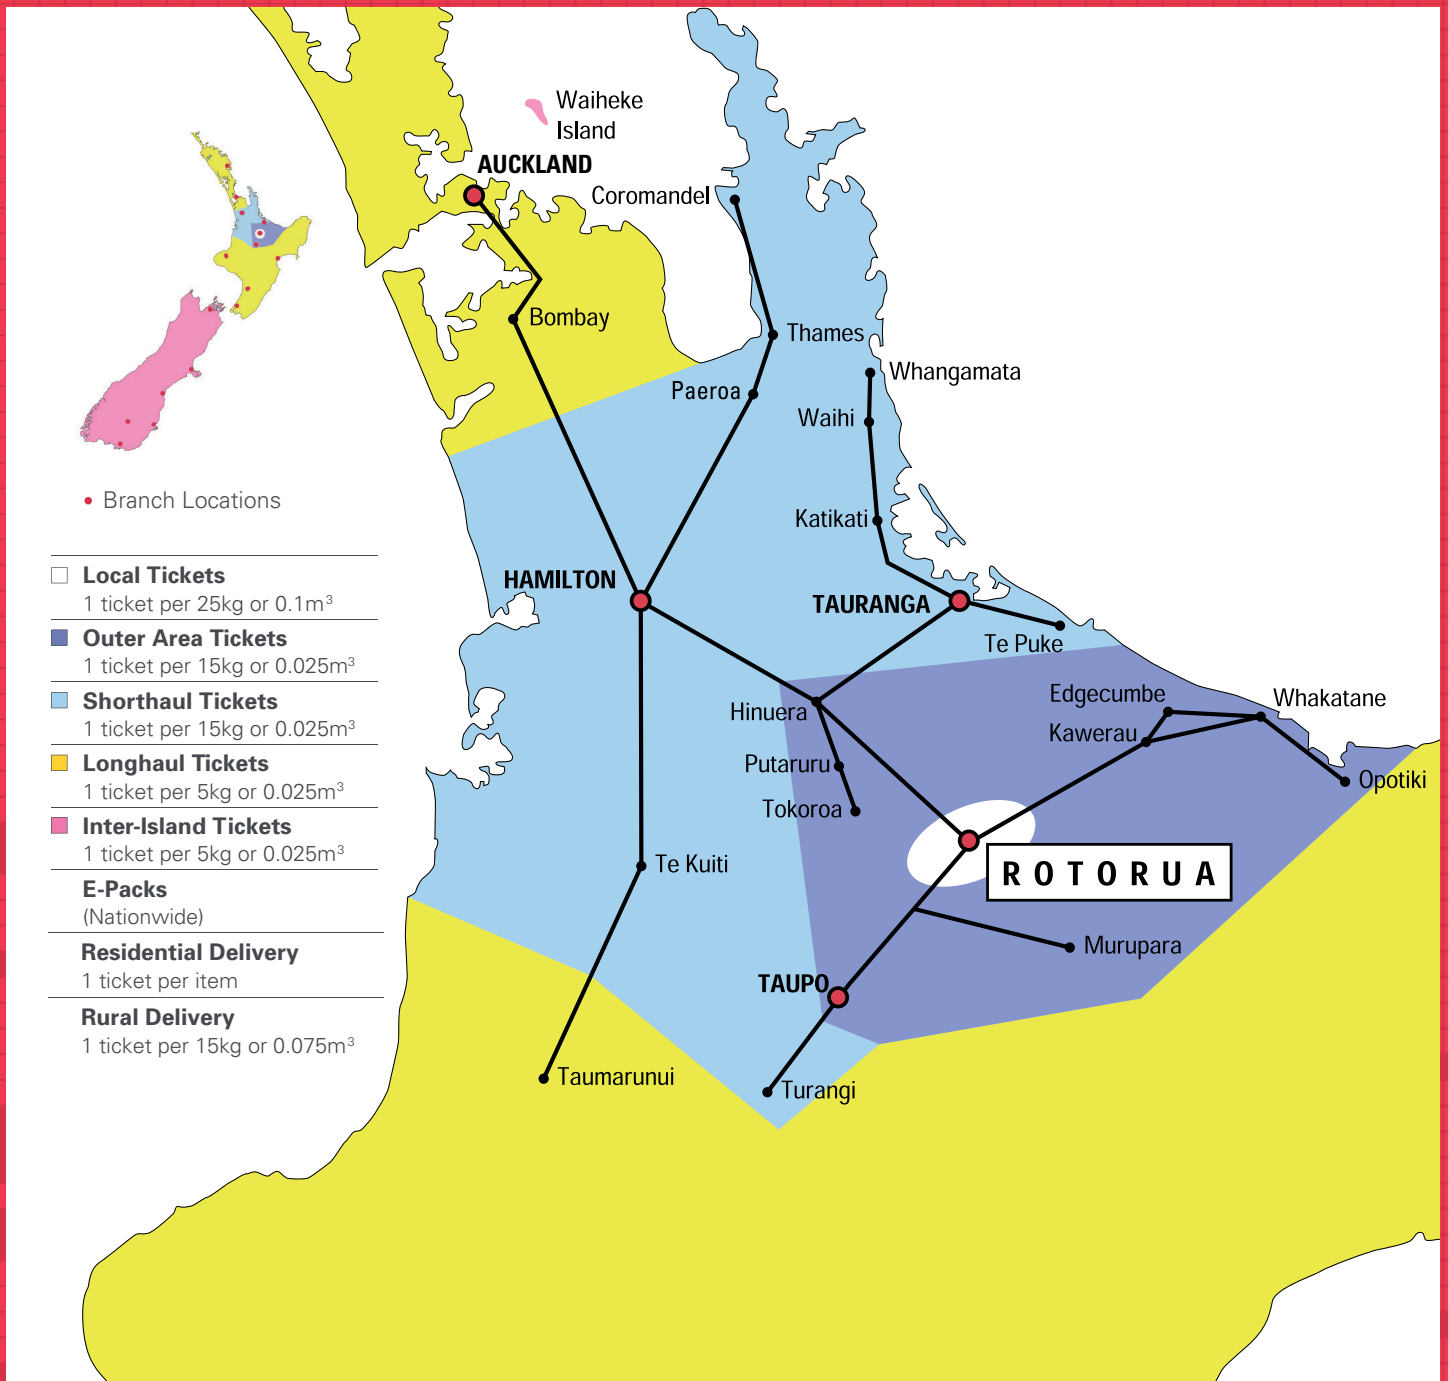 Waiheke
Island
AUCKLAND
Coromandel
Bombay
Thames
Whangamata
Paeroa
Waihi
• Branch Locations
Katikati
HAMILTON
TAURANGA
Te Puke
Local Tickets
1 ticket per 25kg or 0.1m³
Outer Area Tickets
1 ticket per 15kg or 0.025m³
Shorthaul Tickets
1 ticket per 15kg or 0.025m³
Longhaul Tickets
1 ticket per 5kg or 0.025m³
Inter-Island Tickets
1 ticket per 5kg or 0.025m³
E-Packs
(Nationwide)
Residential Delivery
1 ticket per item
Rural Delivery
1 ticket per 15kg or 0.075m³
Edgecumbe
Whakatane
Hinuera
Kawerau
Putaruru
Opotiki
Tokoroa
Te Kuiti
ROTORUA
Murupara
TAUPO
Taumarunui
Turangi